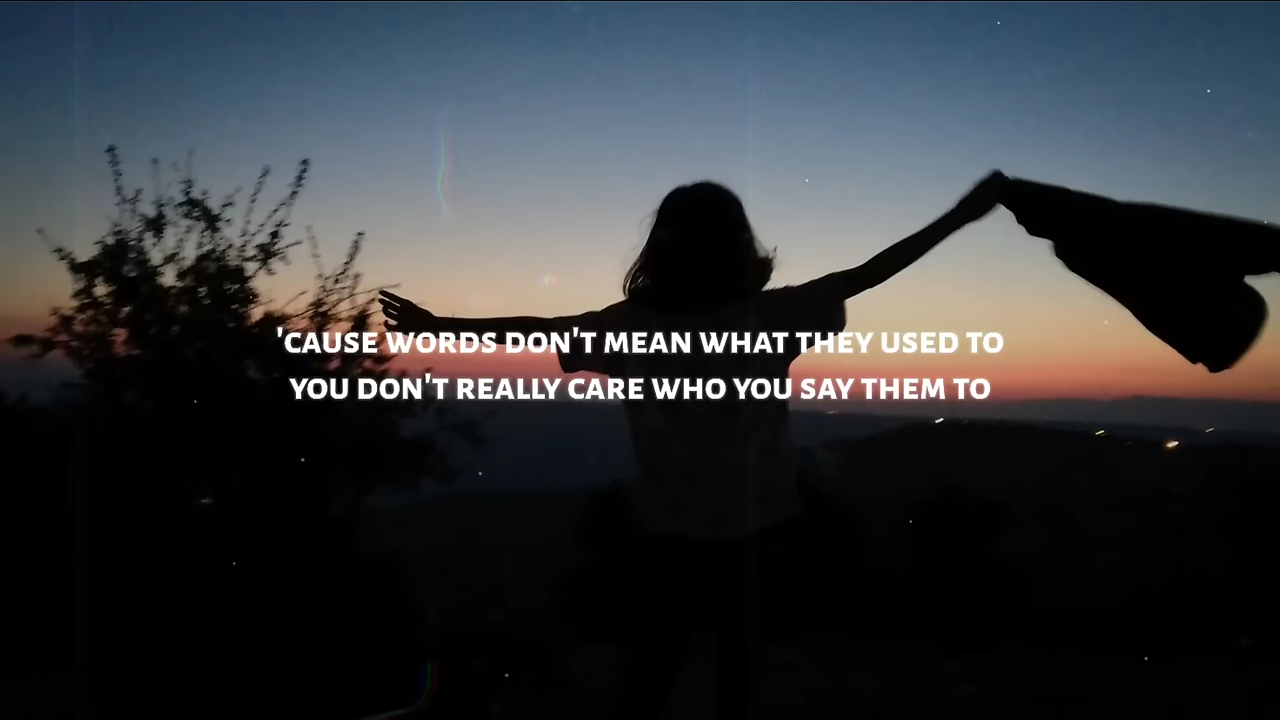 'CAUSE WORDS DON'T MEAN WHAT THEY USED TO
YOU DON'T REALLY CARE WHO YOU SAY THEM TO